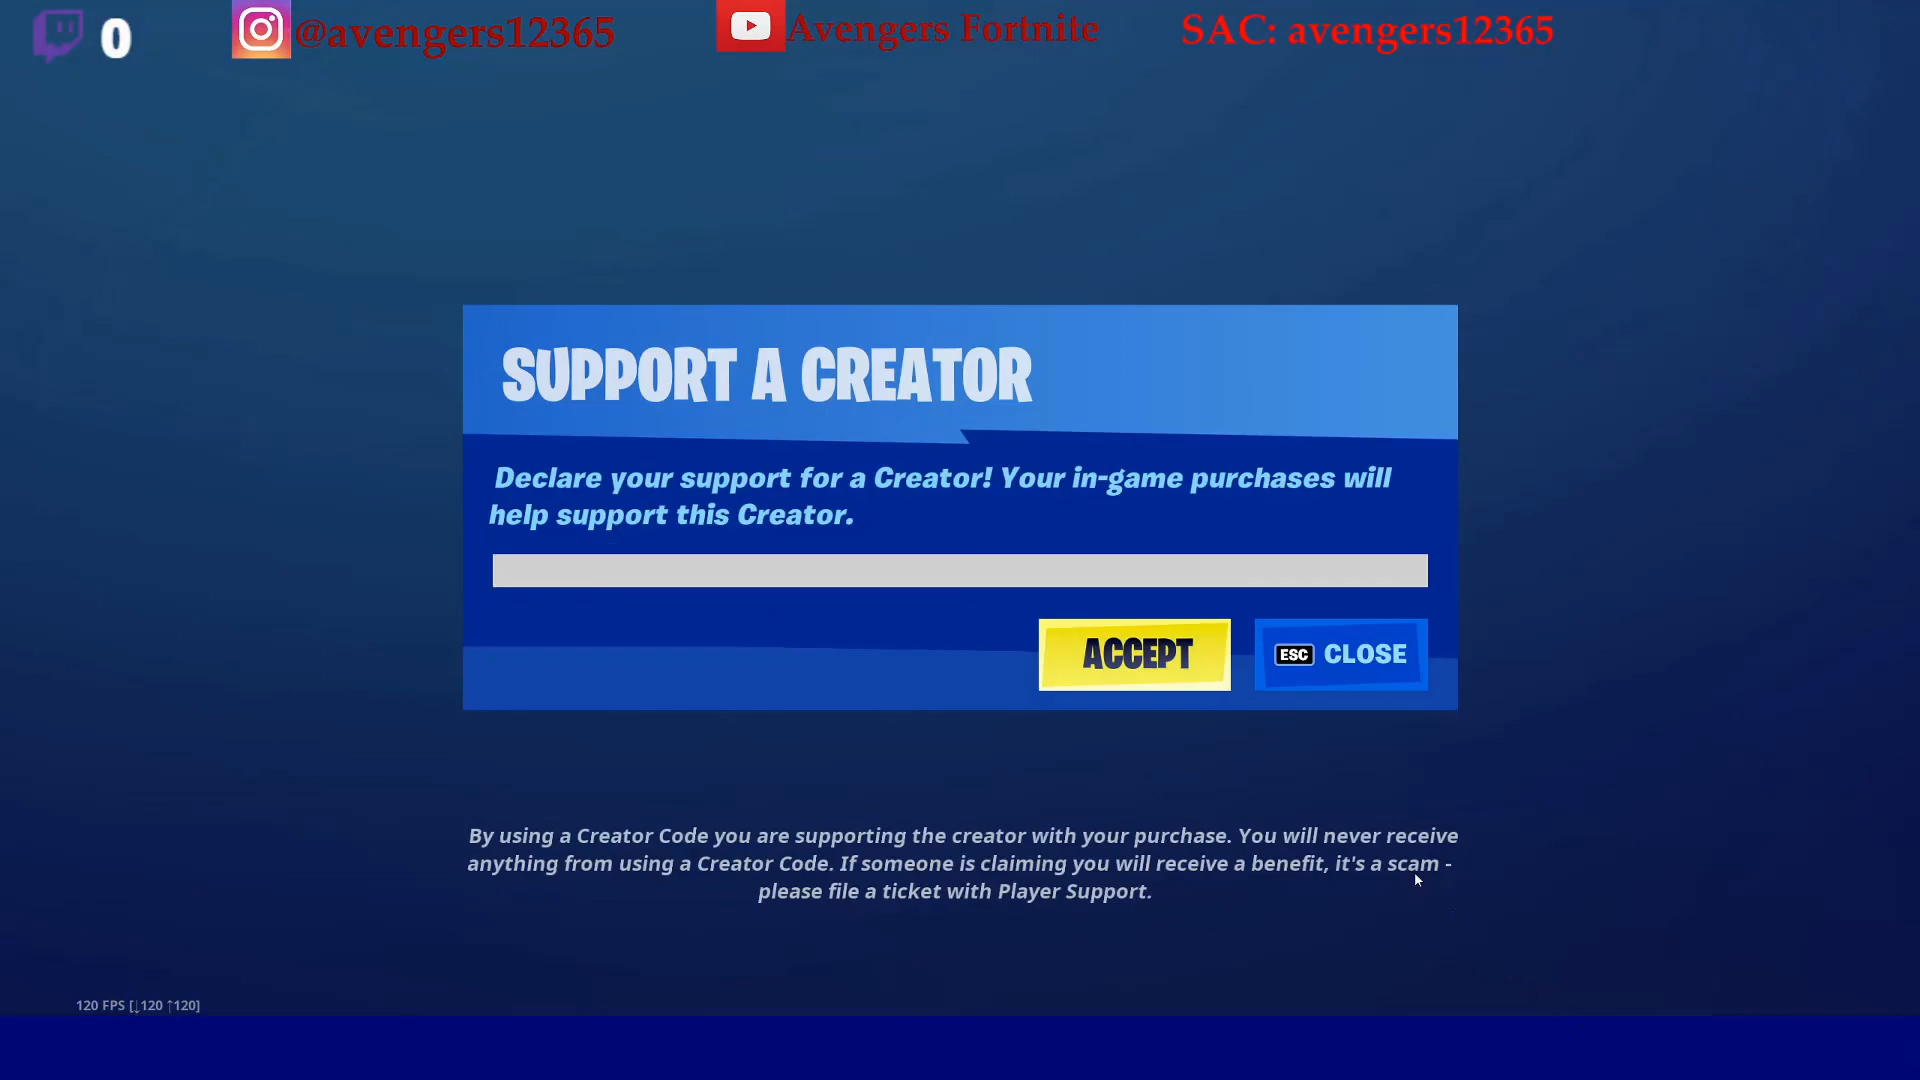 0 @avengers12365 Avengers Fortnite SAC: avengers12365
SUPPORT A CREATOR
Declare your support for a Creator! Your in-game purchases will
help support this Creator.
ACCEPT ESC CLOSE
By using a Creator Code you are supporting the creator with your purchase. You will never receive
anything from using a Creator Code. If someone is claiming you will receive a benefit, it's a scam -
please file a ticket with Player Support.
120 FPS [↓120 ↑120]